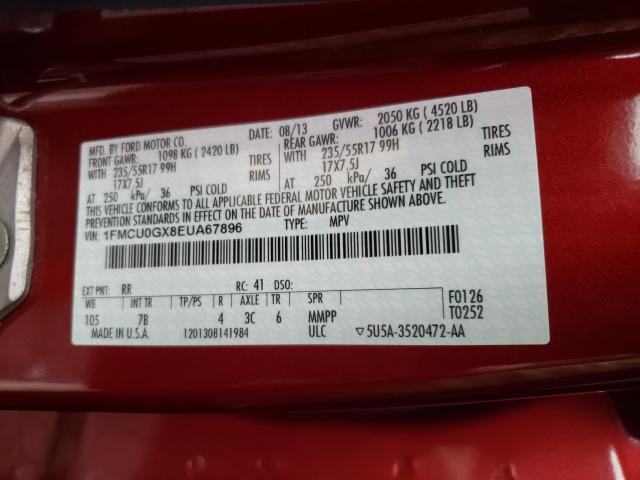 MFD. BY FORD MOTOR CO.
DATE: 08/13 GVWR: 2050 KG ( 4520 LB)
FRONT GAWR: 1098 KG ( 2420 LB)
REAR GAWR: 1006 KG ( 2218 LB)
WITH 235/55R17 99H TIRES
WITH 235/55R17 99H TIRES
17X7.5J RIMS
17X7.5J RIMS
AT 250 kPa/ 36 PSI COLD
AT 250 kPa/ 36 PSI COLD
THIS VEHICLE CONFORMS TO ALL APPLICABLE FEDERAL MOTOR VEHICLE SAFETY AND THEFT
PREVENTION STANDARDS IN EFFECT ON THE DATE OF MANUFACTURE SHOWN ABOVE.
1FMCU0GX8EUA67896 TYPE: MPV
EXT PNT: RR RC: 41 DSO:
WB INT TR TP/PS R AXLE TR SPR F0126
105 7B 4 3C 6 MMPP T0252
MADE IN U.S.A. 1201308141984 ULC ▽5U5A-3520472-AA